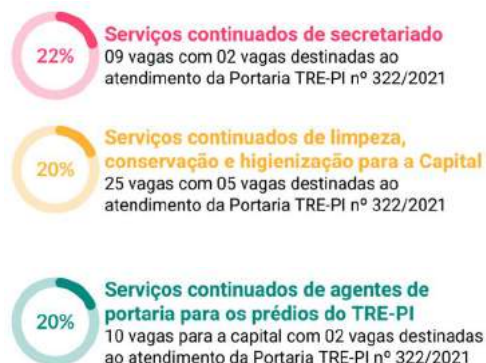 Serviços continuados de secretariado
22%
09 vagas com 02 vagas destinadas ao
atendimento da Portaria TRE-PI nº 322/2021
Serviços continuados de limpeza,
conservação e higienização para a Capital
20%
25 vagas com 05 vagas destinadas ao
atendimento da Portaria TRE-PI nº 322/2021
Serviços continuados de agentes de
portaria para os prédios do TRE-PI
20%
10 vagas para a capital com 02 vagas destinadas
ao atendimento da Portaria TRE-PI nº 322/2021